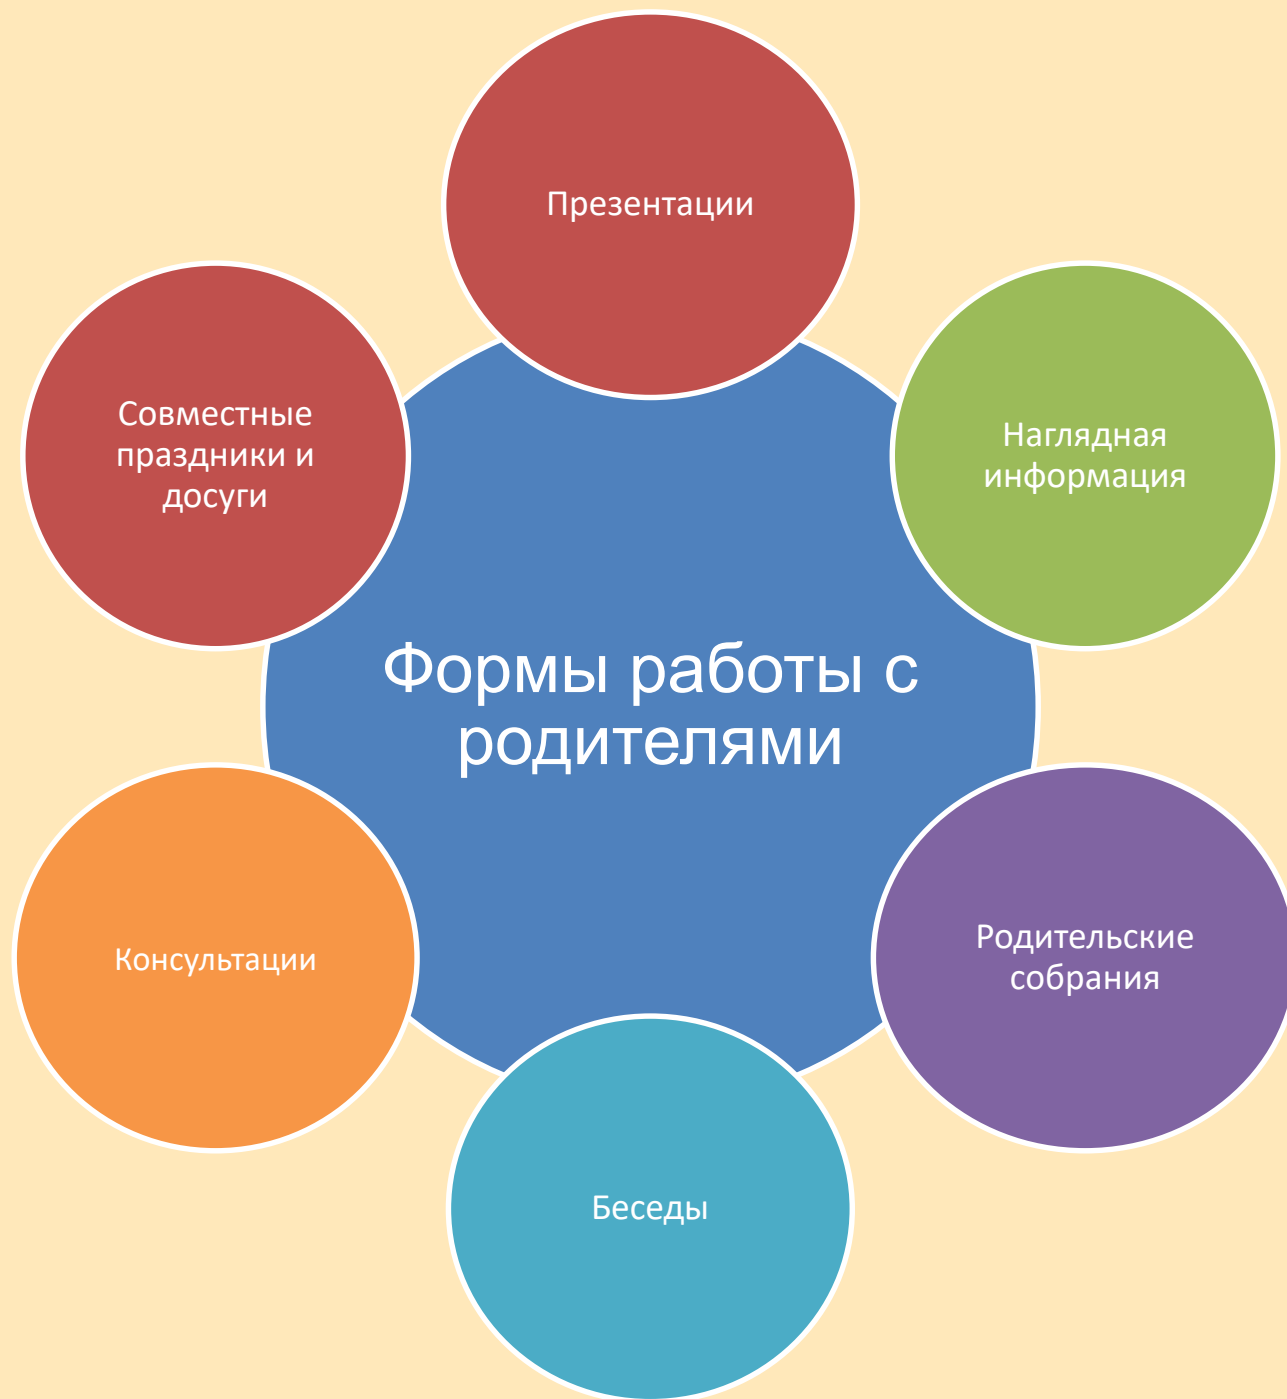 Презентации
Совместные
праздники и
досуги
Наглядная
информация
Формы работы с
родителями
Консультации
Родительские
собрания
Беседы